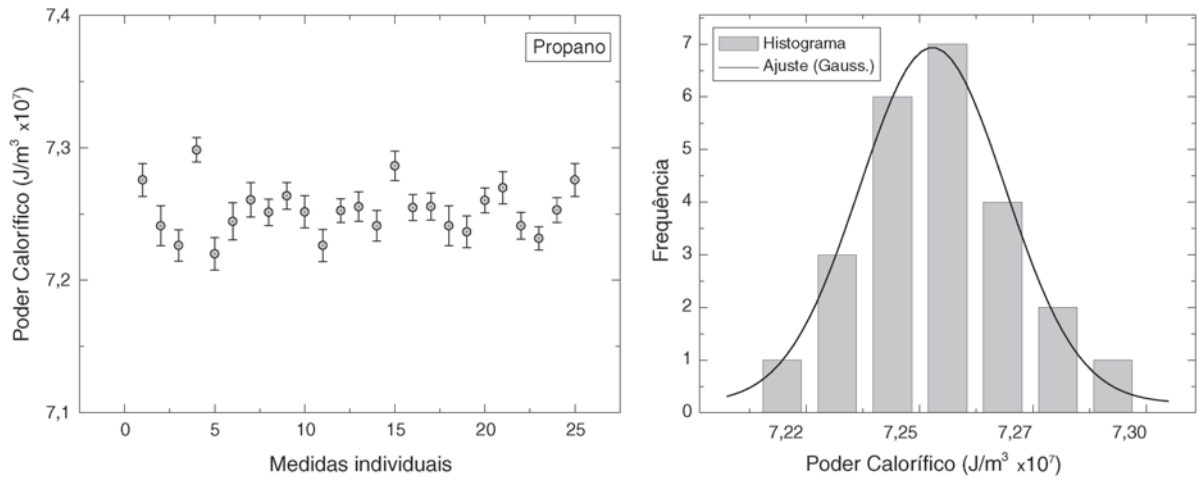 7,4
7,3
7,2
7,1
Poder Calorífico (J/m³ x10⁷)
Propano
0 5 10 15 20 25
Medidas individuais
7
6
5
4
3
2
1
0
Frequência
Histograma
Ajuste (Gauss.)
7,22 7,25 7,27 7,30
Poder Calorífico (J/m³ x10⁷)